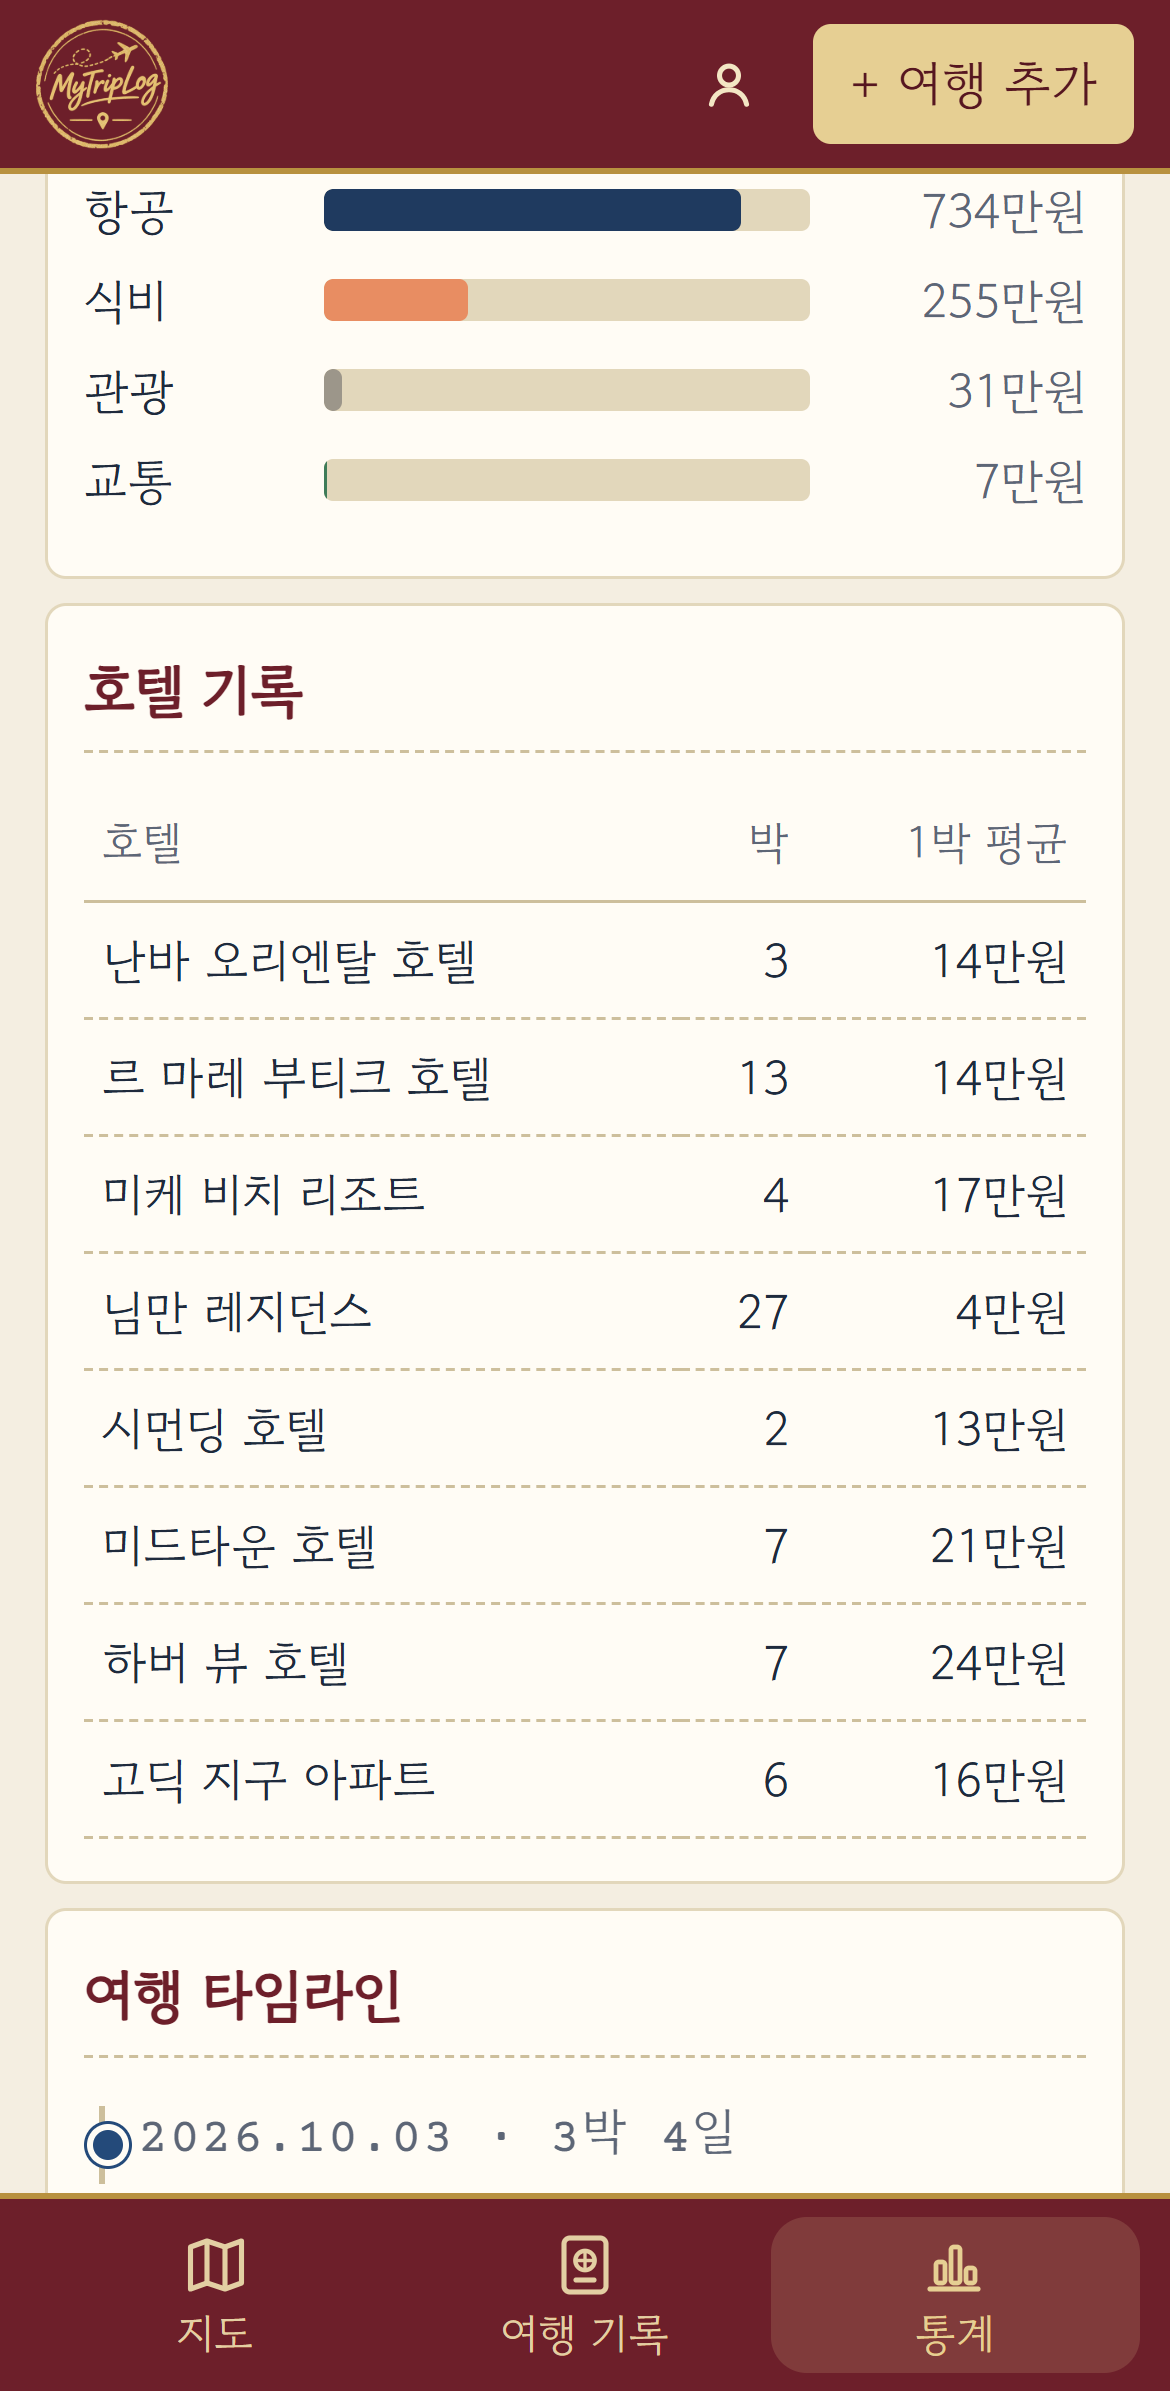 MyTripLog
+ 여행 추가
항공 734만원
식비 255만원
관광 31만원
교통 7만원
호텔 기록
호텔 박 1박 평균
난바 오리엔탈 호텔 3 14만원
르 마레 부티크 호텔 13 14만원
미케 비치 리조트 4 17만원
님만 레지던스 27 4만원
시먼딩 호텔 2 13만원
미드타운 호텔 7 21만원
하버 뷰 호텔 7 24만원
고딕 지구 아파트 6 16만원
여행 타임라인
2026.10.03 · 3박 4일
지도 여행 기록 통계